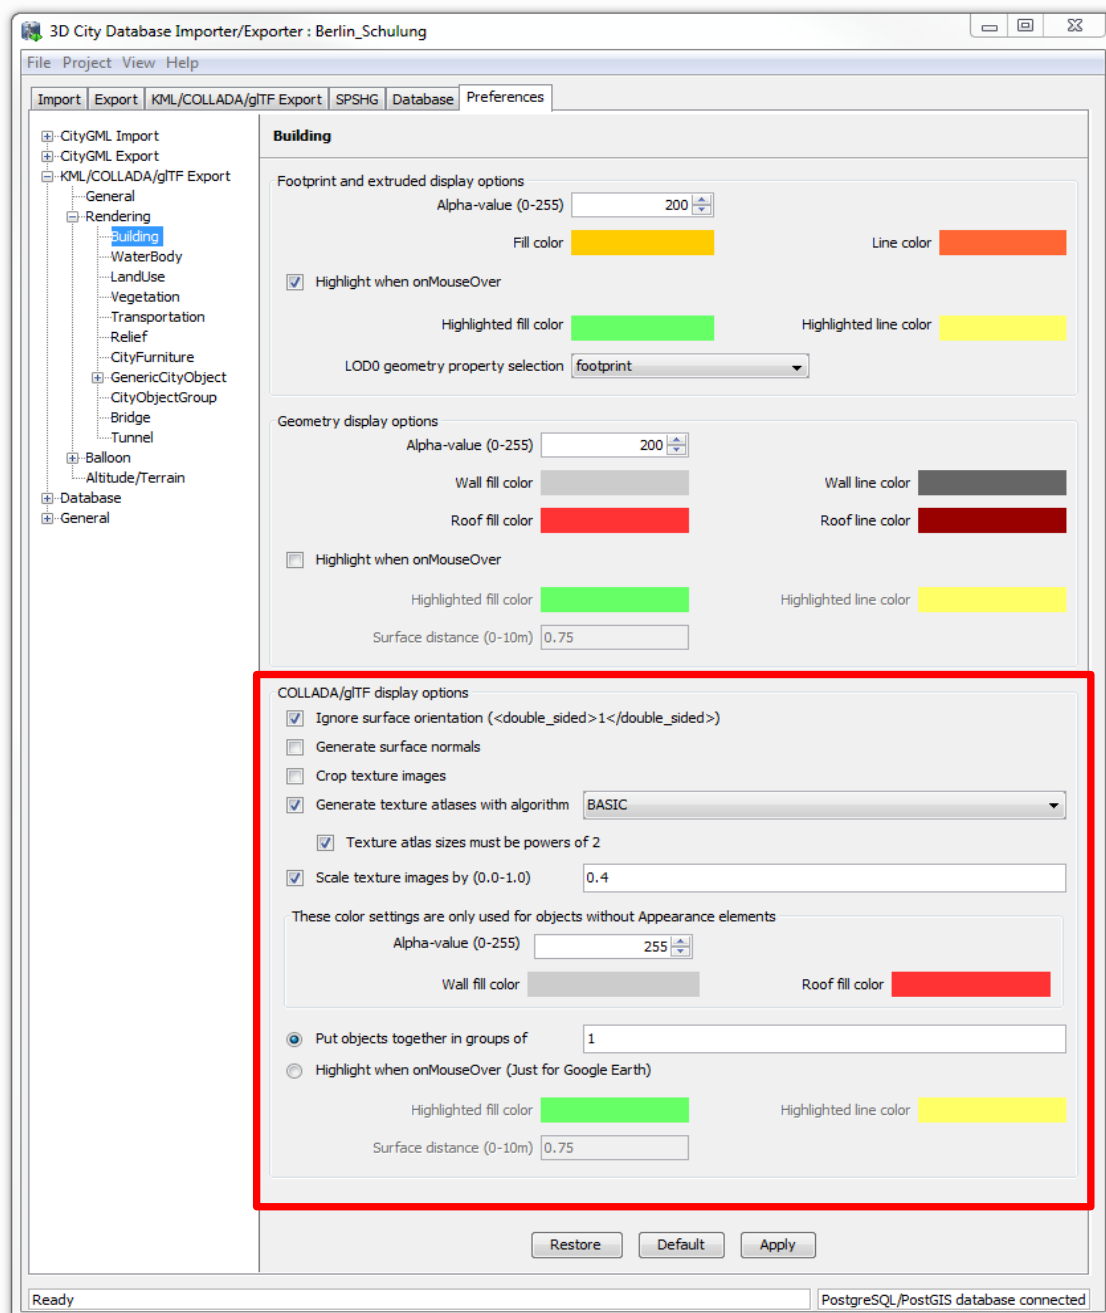 3D City Database Importer/Exporter : Berlin_Schulung
File Project View Help
Import Export KML/COLLADA/glTF Export SPSHG Database Preferences
CityGML Import
CityGML Export
KML/COLLADA/glTF Export
General
Rendering
Building
WaterBody
LandUse
Vegetation
Transportation
Relief
CityFurniture
GenericCityObject
CityObjectGroup
Bridge
Tunnel
Balloon
Altitude/Terrain
Database
General
Building
Footprint and extruded display options
Alpha-value (0-255) 200
Fill color Line color
Highlight when onMouseOver
Highlighted fill color Highlighted line color
LOD0 geometry property selection footprint
Geometry display options
Alpha-value (0-255) 200
Wall fill color Wall line color
Roof fill color Roof line color
Highlight when onMouseOver
Highlighted fill color Highlighted line color
Surface distance (0-10m) 0.75
COLLADA/glTF display options
Ignore surface orientation (<double_sided>1</double_sided>)
Generate surface normals
Crop texture images
Generate texture atlases with algorithm BASIC
Texture atlas sizes must be powers of 2
Scale texture images by (0.0-1.0) 0.4
These color settings are only used for objects without Appearance elements
Alpha-value (0-255) 255
Wall fill color Roof fill color
Put objects together in groups of 1
Highlight when onMouseOver (Just for Google Earth)
Highlighted fill color Highlighted line color
Surface distance (0-10m) 0.75
Restore Default Apply
Ready PostgreSQL/PostGIS database connected